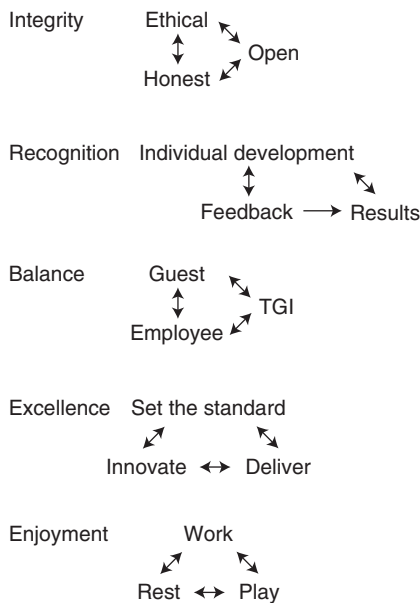 Integrity Ethical
Open
Honest
Recognition Individual development
Feedback Results
Balance Guest
TGI
Employee
Excellence Set the standard
Innovate Deliver
Enjoyment Work
Rest Play